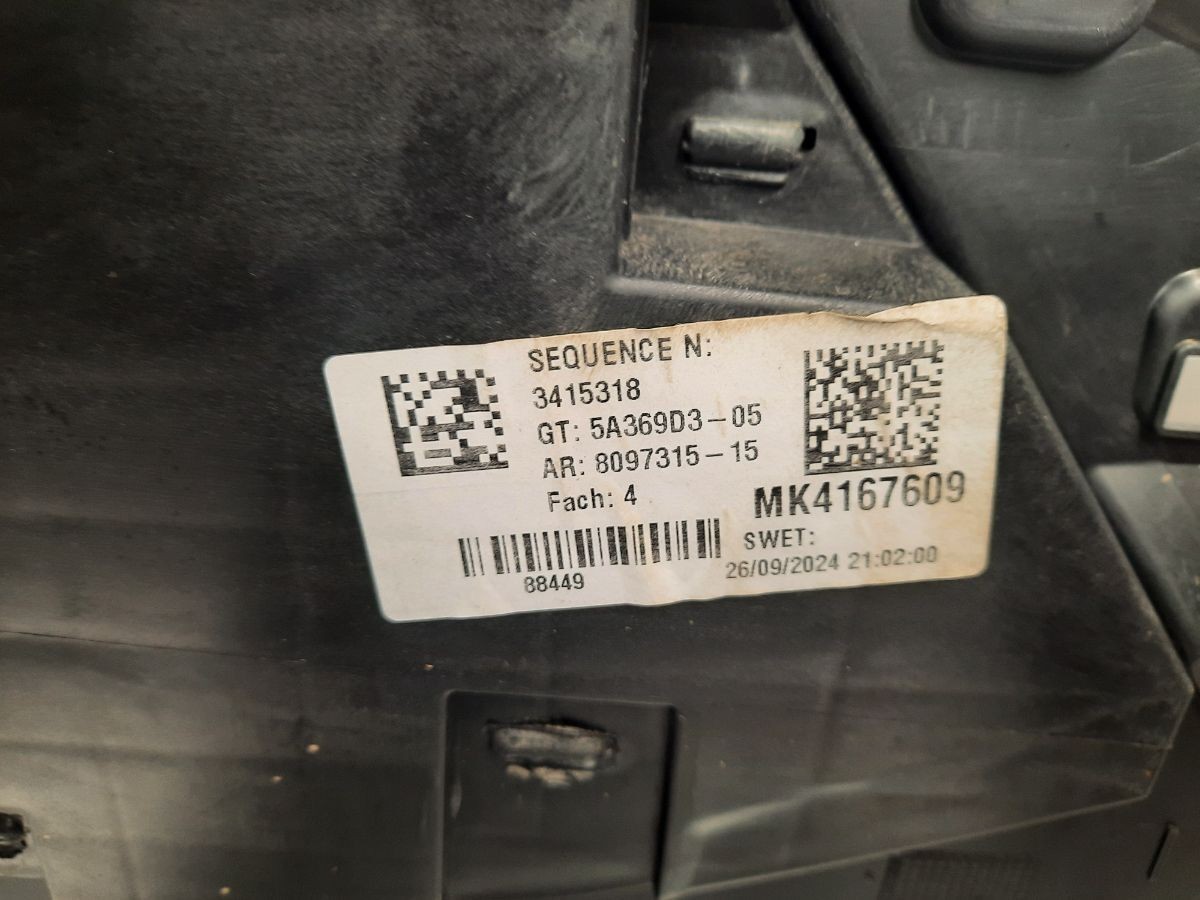 SEQUENCE N:
3415318
GT: 5A369D3-05
AR: 8097315-15
Fach: 4
MK4167609
SWET:
88449
26/09/2024 21:02:00